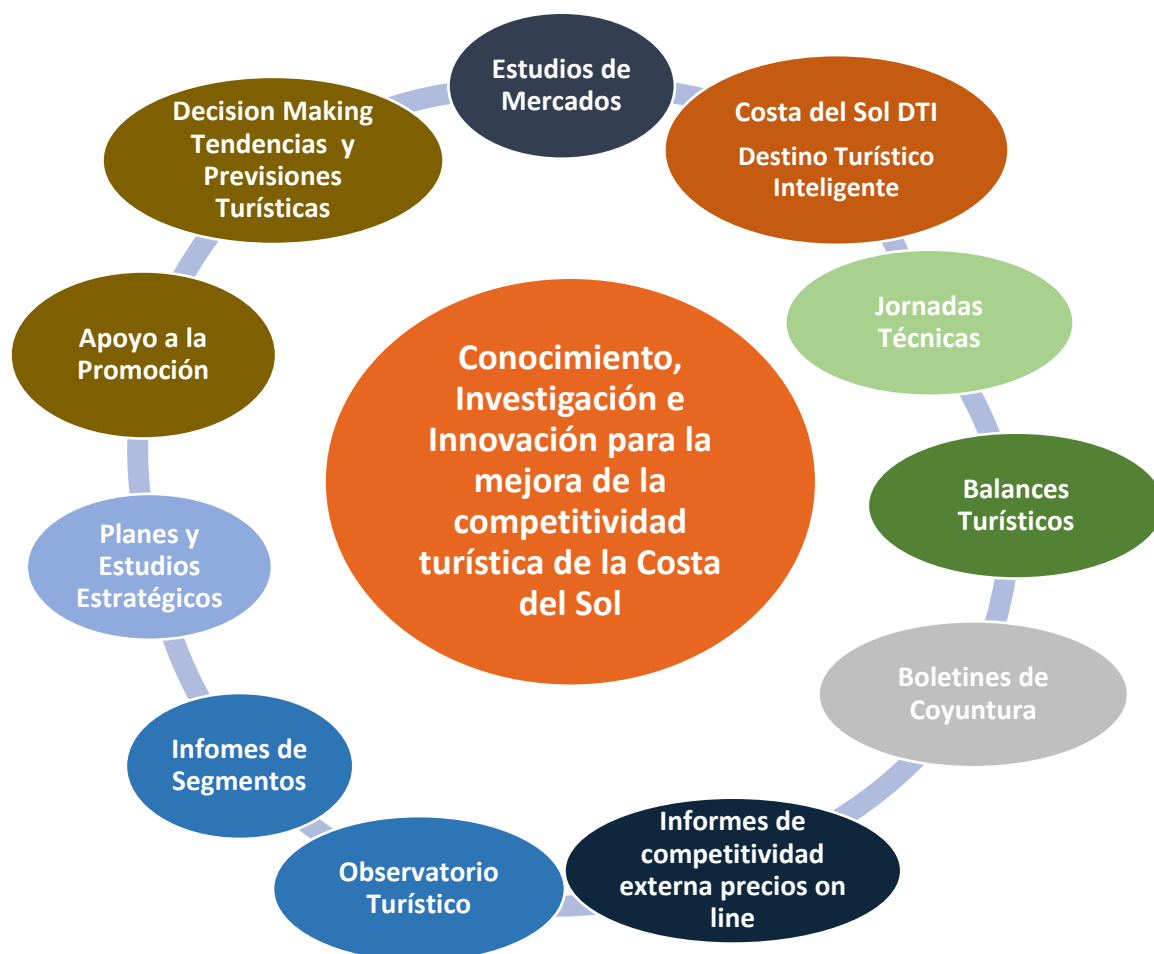 Estudios de
Mercados
Costa del Sol DTI
Destino Turístico
Inteligente
Jornadas
Técnicas
Balances
Turísticos
Boletines de
Coyuntura
Informes de
competitividad
externa precios on
line
Observatorio
Turístico
Infomes de
Segmentos
Planes y
Estudios
Estratégicos
Apoyo a la
Promoción
Decision Making
Tendencias y
Previsiones
Turísticas
Conocimiento,
Investigación e
Innovación para la
mejora de la
competitividad
turística de la Costa
del Sol